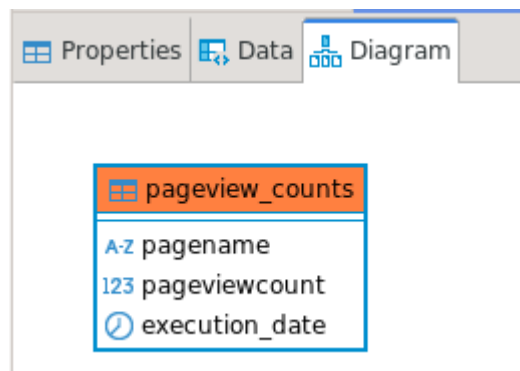 Properties Data Diagram
pageview_counts
A-Z pagename
123 pageviewcount
execution_date